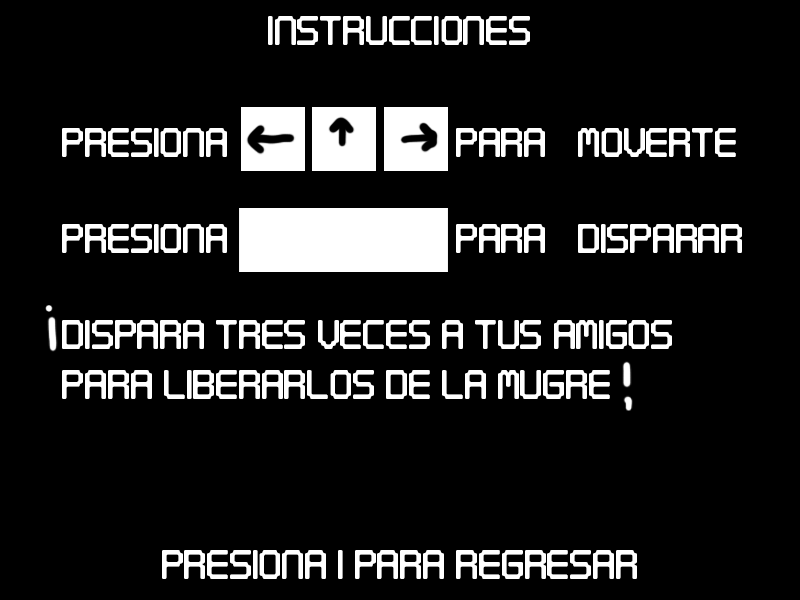 INSTRUCCIONES
PRESIONA ← ↑ → PARA MOVERTE
PRESIONA PARA DISPARAR
¡DISPARA TRES VECES A TUS AMIGOS
PARA LIBERARLOS DE LA MUGRE!
PRESIONA I PARA REGRESAR